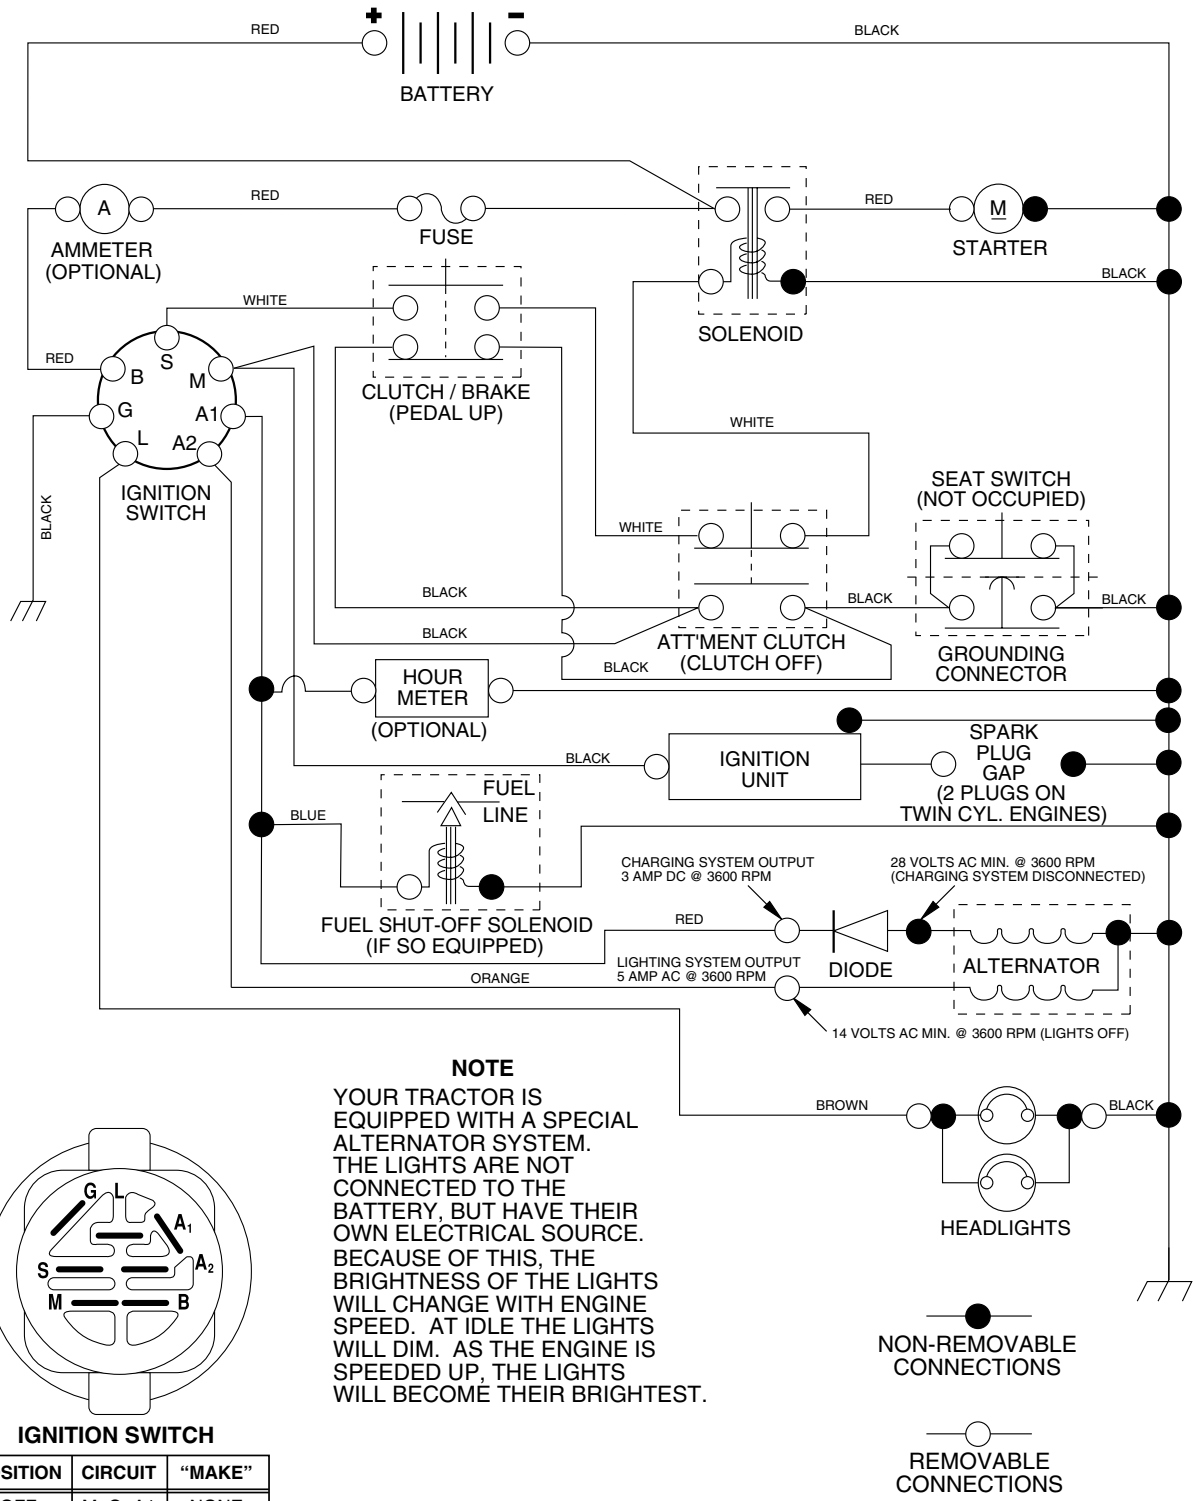 + -
RED
BLACK
BATTERY
A
RED
FUSE
RED
M
AMMETER
(OPTIONAL)
STARTER
BLACK
WHITE
SOLENOID
RED
S
B
M
G
A1
L
A2
CLUTCH / BRAKE
(PEDAL UP)
WHITE
IGNITION
SWITCH
BLACK
SEAT SWITCH
(NOT OCCUPIED)
WHITE
BLACK
BLACK
BLACK
BLACK
ATT'MENT CLUTCH
(CLUTCH OFF)
BLACK
GROUNDING
CONNECTOR
HOUR
METER
(OPTIONAL)
BLACK
IGNITION
UNIT
SPARK
PLUG
GAP
(2 PLUGS ON
TWIN CYL. ENGINES)
BLUE
FUEL
LINE
FUEL SHUT-OFF SOLENOID
(IF SO EQUIPPED)
CHARGING SYSTEM OUTPUT
3 AMP DC @ 3600 RPM
28 VOLTS AC MIN. @ 3600 RPM
(CHARGING SYSTEM DISCONNECTED)
RED
DIODE
ALTERNATOR
LIGHTING SYSTEM OUTPUT
5 AMP AC @ 3600 RPM
ORANGE
14 VOLTS AC MIN. @ 3600 RPM (LIGHTS OFF)
NOTE
YOUR TRACTOR IS
EQUIPPED WITH A SPECIAL
ALTERNATOR SYSTEM.
THE LIGHTS ARE NOT
CONNECTED TO THE
BATTERY, BUT HAVE THEIR
OWN ELECTRICAL SOURCE.
BECAUSE OF THIS, THE
BRIGHTNESS OF THE LIGHTS
WILL CHANGE WITH ENGINE
SPEED. AT IDLE THE LIGHTS
WILL DIM. AS THE ENGINE IS
SPEEDED UP, THE LIGHTS
WILL BECOME THEIR BRIGHTEST.
BROWN
BLACK
HEADLIGHTS
G L
A1
S
A2
M
B
IGNITION SWITCH
NON-REMOVABLE
CONNECTIONS
REMOVABLE
CONNECTIONS
SITION CIRCUIT “MAKE”